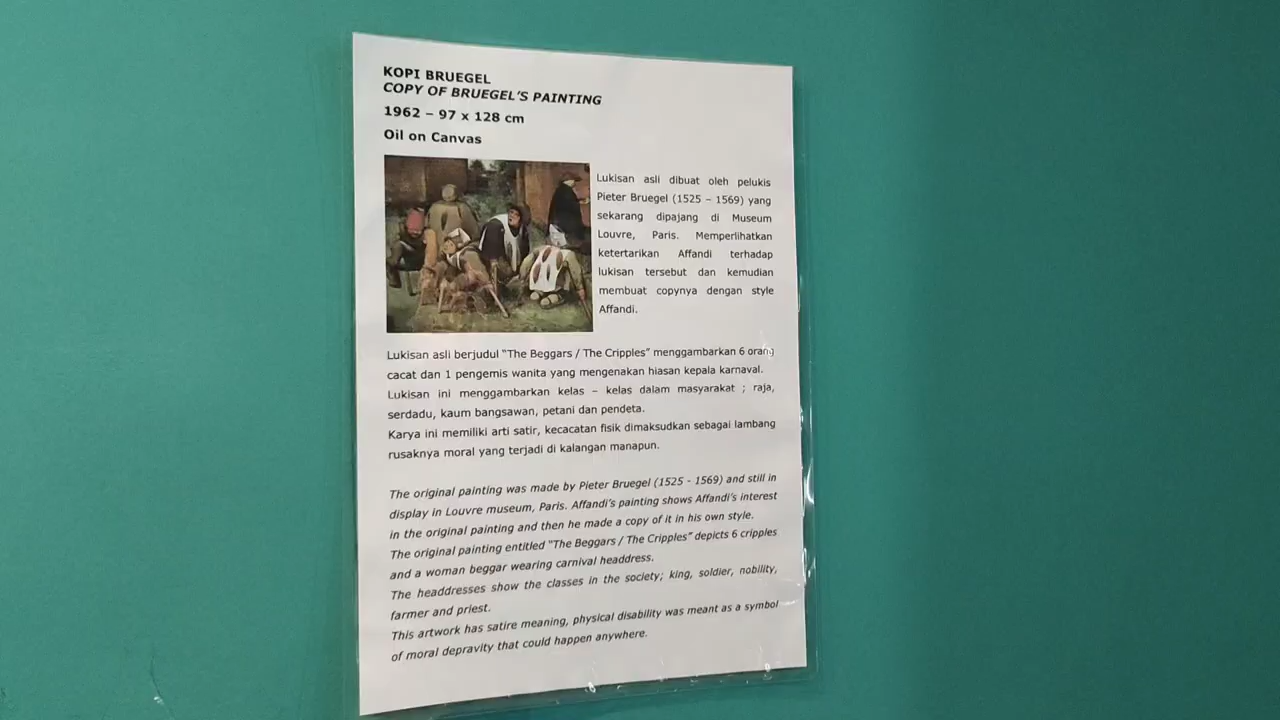 KOPI BRUEGEL
COPY OF BRUEGEL'S PAINTING
1962 – 97 x 128 cm
Oil on Canvas
Lukisan asli dibuat oleh pelukis
Pieter Bruegel (1525 – 1569) yang
sekarang dipajang di Museum
Louvre, Paris. Memperlihatkan
ketertarikan Affandi terhadap
lukisan tersebut dan kemudian
membuat copynya dengan style
Affandi.
Lukisan asli berjudul "The Beggars / The Cripples" menggambarkan 6 orang
cacat dan 1 pengemis wanita yang mengenakan hiasan kepala karnaval.
Lukisan ini menggambarkan kelas – kelas dalam masyarakat ; raja,
serdadu, kaum bangsawan, petani dan pendeta.
Karya ini memiliki arti satir, kecacatan fisik dimaksudkan sebagai lambang
rusaknya moral yang terjadi di kalangan manapun.
The original painting was made by Pieter Bruegel (1525 - 1569) and still in
display in Louvre museum, Paris. Affandi's painting shows Affandi's interest
in the original painting and then he made a copy of it in his own style.
The original painting entitled "The Beggars / The Cripples" depicts 6 cripples
and a woman beggar wearing carnival headdress.
The headdresses show the classes in the society; king, soldier, nobility,
farmer and priest.
This artwork has satire meaning, physical disability was meant as a symbol
of moral depravity that could happen anywhere.